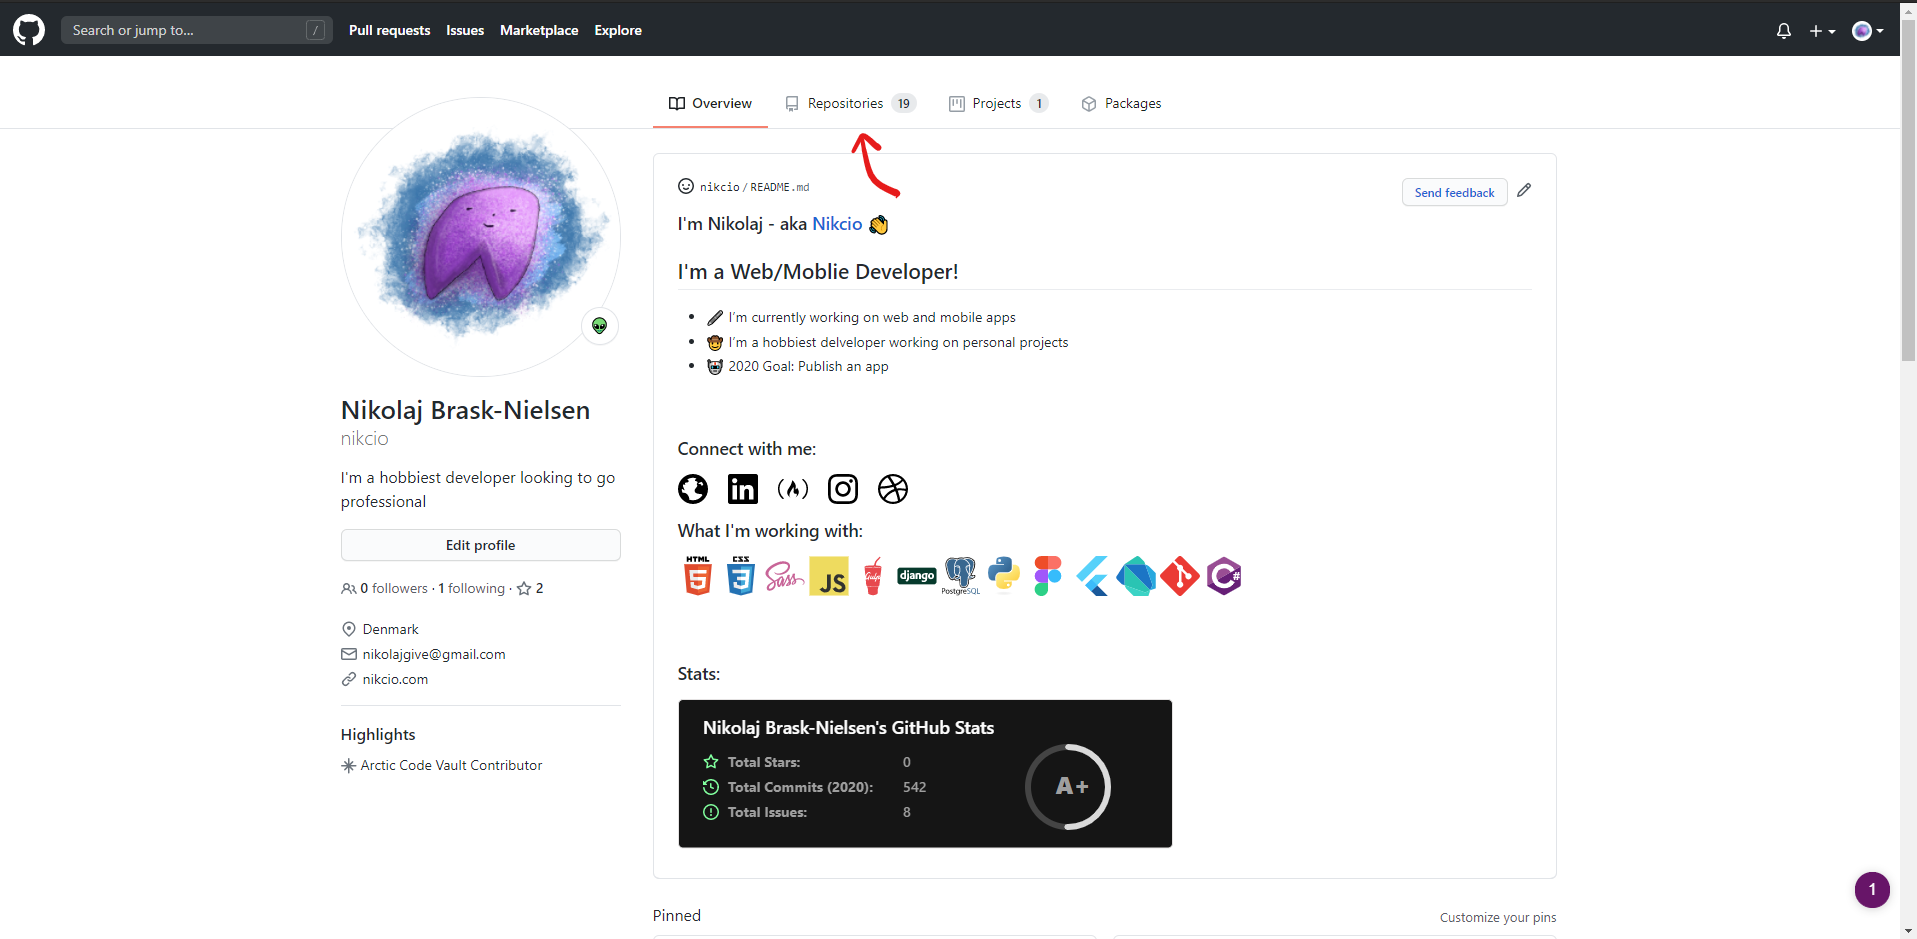 Search or jump to... /
Pull requests Issues Marketplace Explore
Overview Repositories 19 Projects 1 Packages
nikcio/README.md
Send feedback
I'm Nikolaj - aka Nikcio
I'm a Web/Moblie Developer!
I'm currently working on web and mobile apps
I'm a hobbiest delveloper working on personal projects
2020 Goal: Publish an app
Nikolaj Brask-Nielsen
nikcio
I'm a hobbiest developer looking to go
professional
Edit profile
0 followers · 1 following · 2
Denmark
nikolajgive@gmail.com
nikcio.com
Highlights
Arctic Code Vault Contributor
Connect with me:
in
What I'm working with:
HTML 5 CSS 3 Sass JS Gulp django PostgreSQL C#
Stats:
Nikolaj Brask-Nielsen's GitHub Stats
Total Stars: 0
Total Commits (2020): 542
Total Issues: 8
A+
Pinned
Customize your pins
1